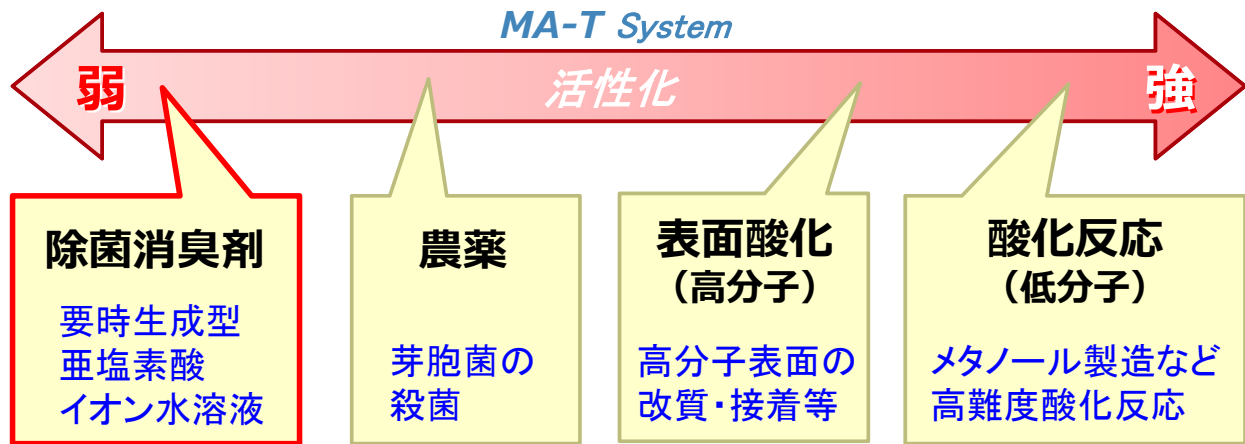 MA-T System
弱 活性化 強
除菌消臭剤
要時生成型
亜塩素酸
イオン水溶液
農薬
芽胞菌の
殺菌
表面酸化
（高分子）
高分子表面の
改質・接着等
酸化反応
（低分子）
メタノール製造など
高難度酸化反応